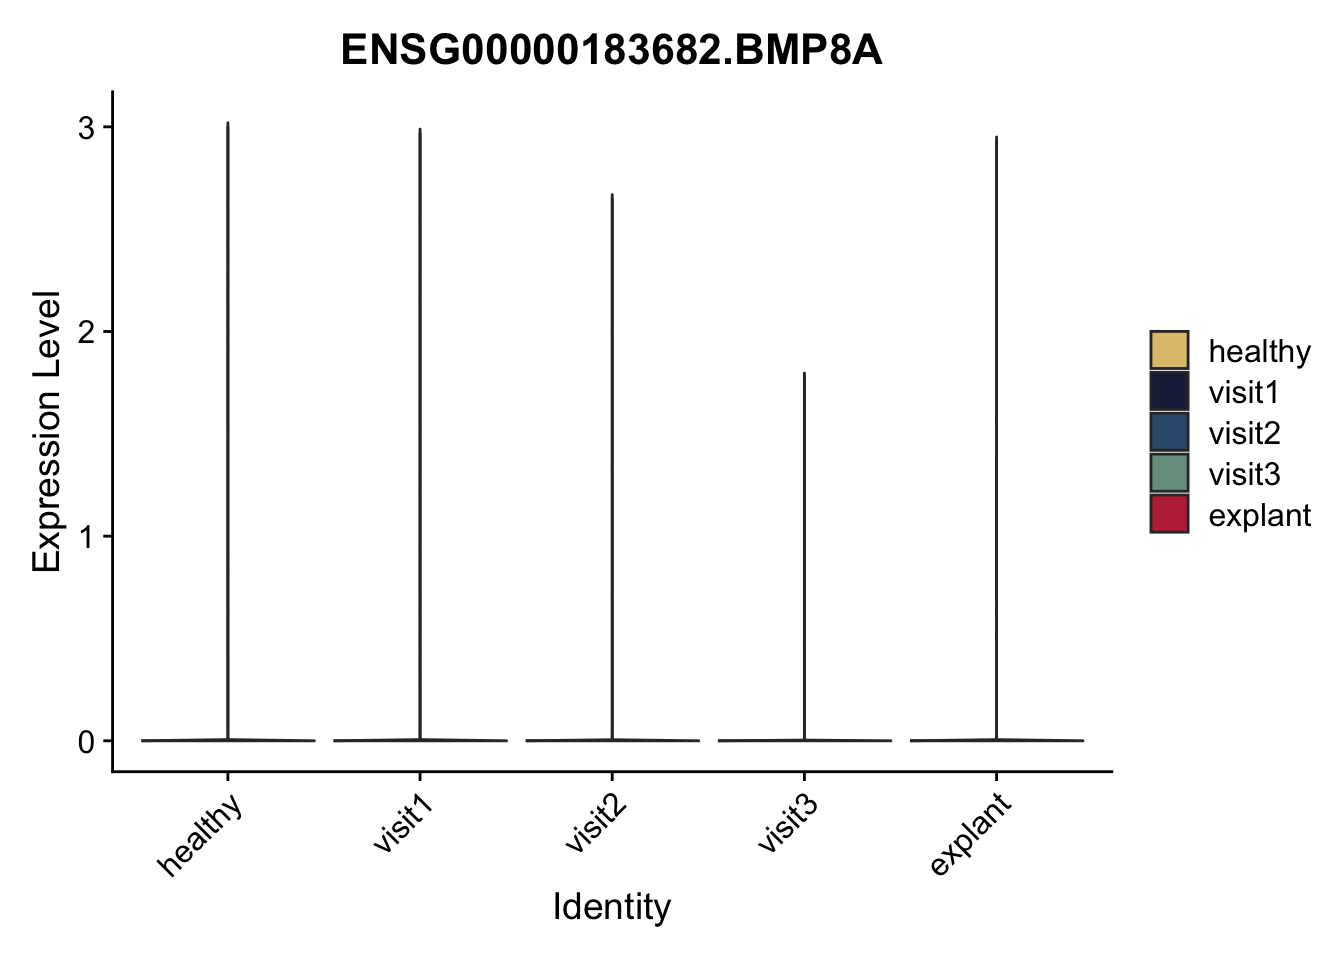 ENSG00000183682.BMP8A
Expression Level
3
2
1
0
healthy
visit1
visit2
visit3
explant
Identity
healthy
visit1
visit2
visit3
explant